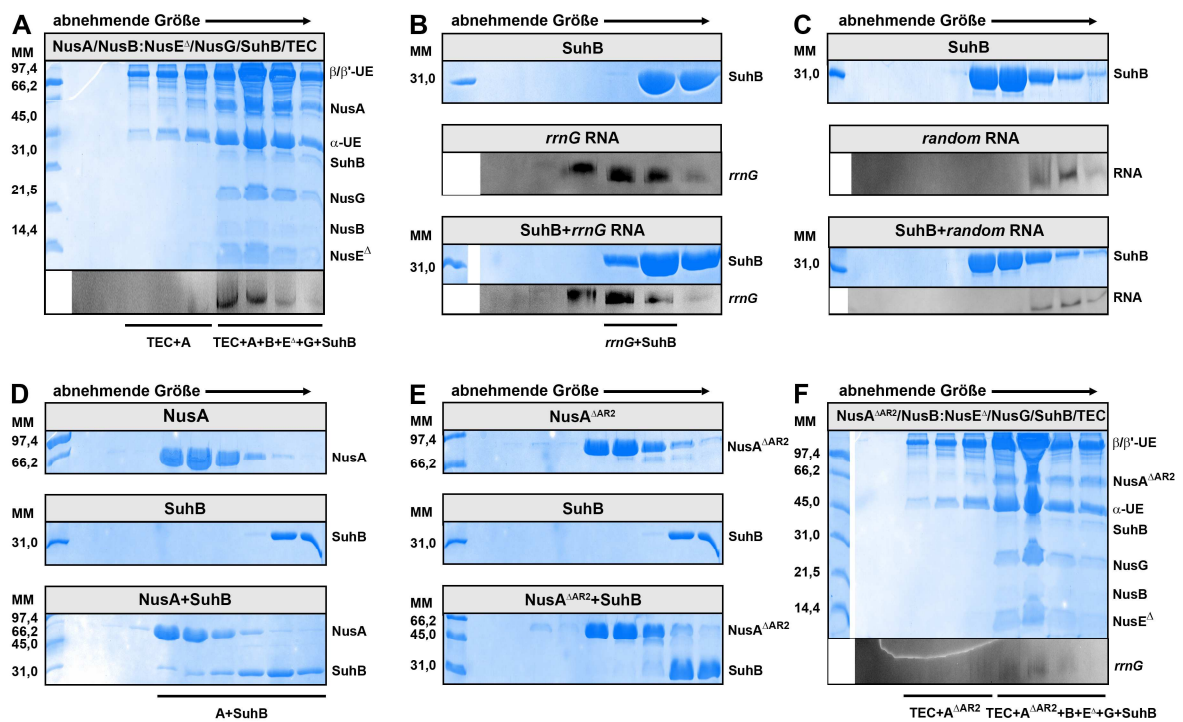 A
abnehmende Größe
NusA/NusB:NusE^Δ/NusG/SuhB/TEC
MM
97,4
66,2
45,0
31,0
21,5
14,4
β/β'-UE
NusA
α-UE
SuhB
NusG
NusB
NusE^Δ
TEC+A
TEC+A+B+E^Δ+G+SuhB
B
abnehmende Größe
SuhB
MM
31,0
SuhB
rrnG RNA
rrnG
SuhB+rrnG RNA
MM
31,0
SuhB
rrnG
rrnG+SuhB
C
abnehmende Größe
SuhB
MM
31,0
SuhB
random RNA
RNA
SuhB+random RNA
MM
31,0
SuhB
RNA
D
abnehmende Größe
NusA
MM
97,4
66,2
NusA
SuhB
MM
31,0
SuhB
NusA+SuhB
MM
97,4
66,2
45,0
31,0
NusA
SuhB
A+SuhB
E
abnehmende Größe
NusA^ΔAR2
MM
97,4
66,2
NusA^ΔAR2
SuhB
MM
31,0
SuhB
NusA^ΔAR2+SuhB
MM
66,2
45,0
31,0
NusA^ΔAR2
SuhB
F
abnehmende Größe
NusA^ΔAR2/NusB:NusE^Δ/NusG/SuhB/TEC
MM
97,4
66,2
45,0
31,0
21,5
14,4
β/β'-UE
NusA^ΔAR2
α-UE
SuhB
NusG
NusB
NusE^Δ
rrnG
TEC+A^ΔAR2
TEC+A^ΔAR2+B+E^Δ+G+SuhB